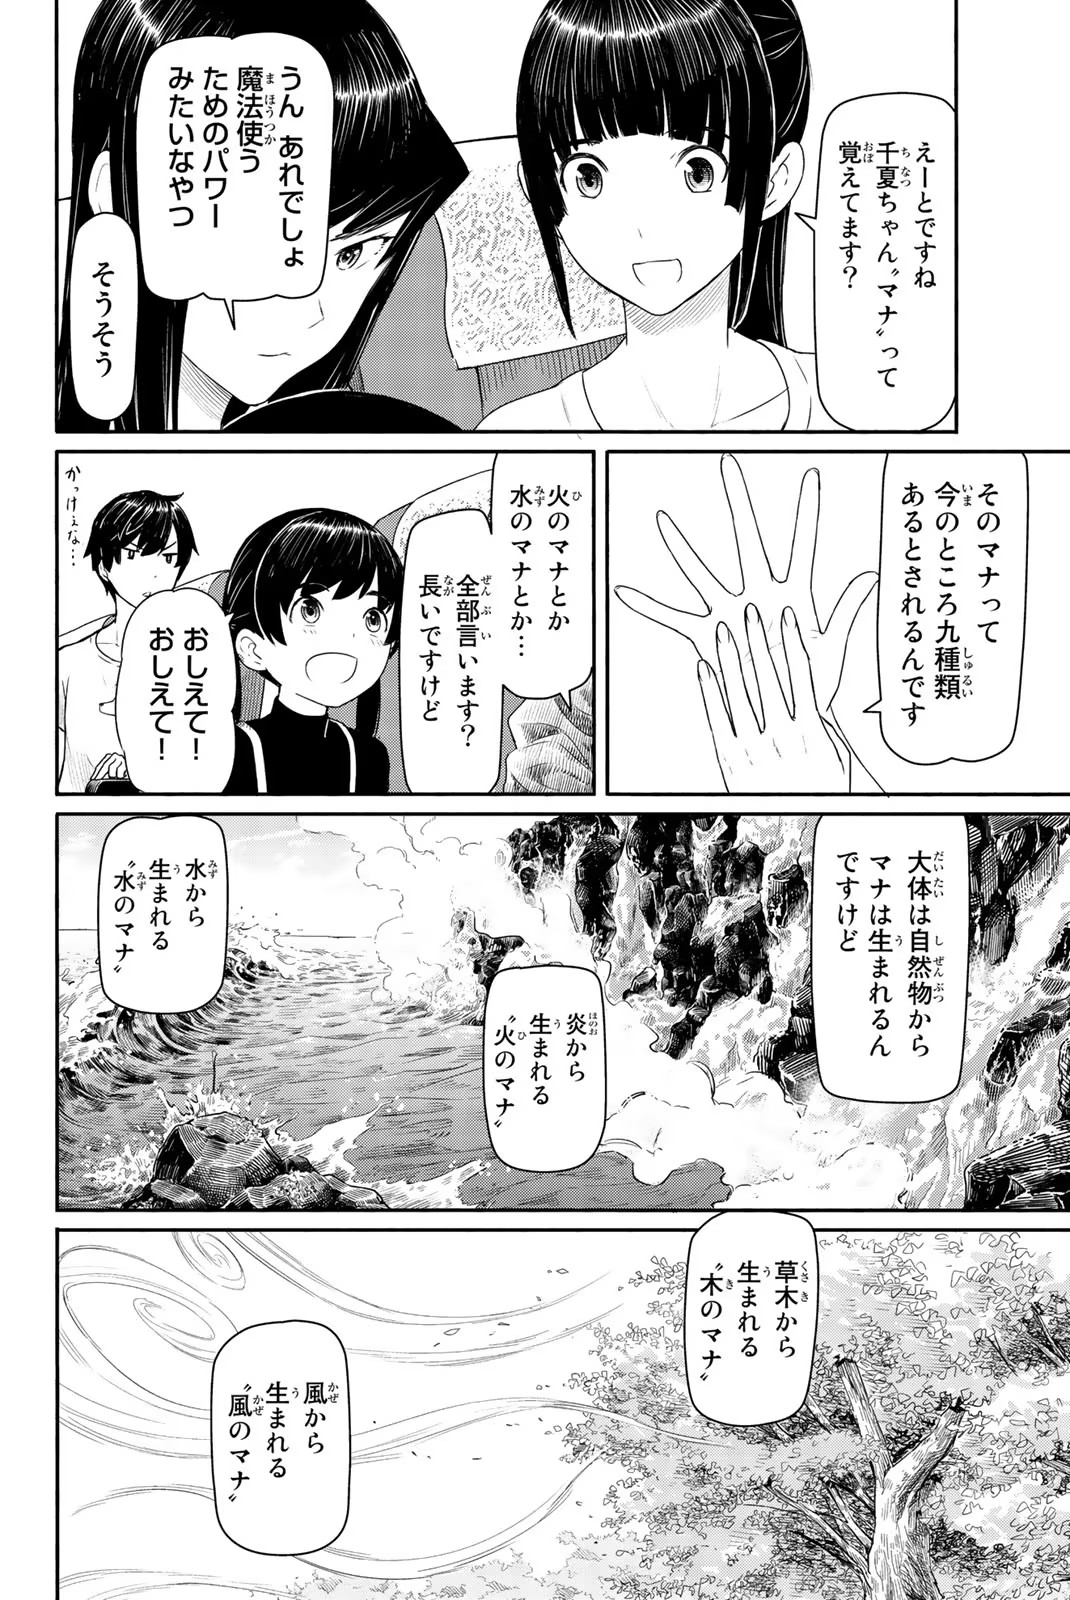 えーとですね
千夏ちゃん〝マナ〟って
覚えてます？
うん あれでしょ
魔法使う
ためのパワー
みたいなやつ
そうそう
そのマナって
今のところ九種類
あるとされるんです
火のマナとか
水のマナとか…
全部言います？
長いですけど
おしえて！
おしえて！
かっけぇな…
大体は自然物から
マナは生まれるん
ですけど
炎から
生まれる
〝火のマナ〟
水から
生まれる
〝水のマナ〟
草木から
生まれる
〝木のマナ〟
風から
生まれる
〝風のマナ〟